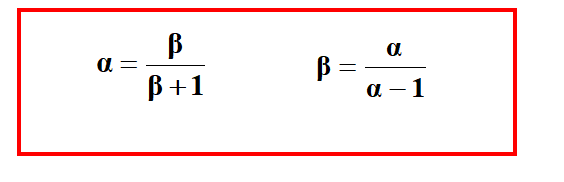 α = β / (β + 1)
β = α / (α − 1)